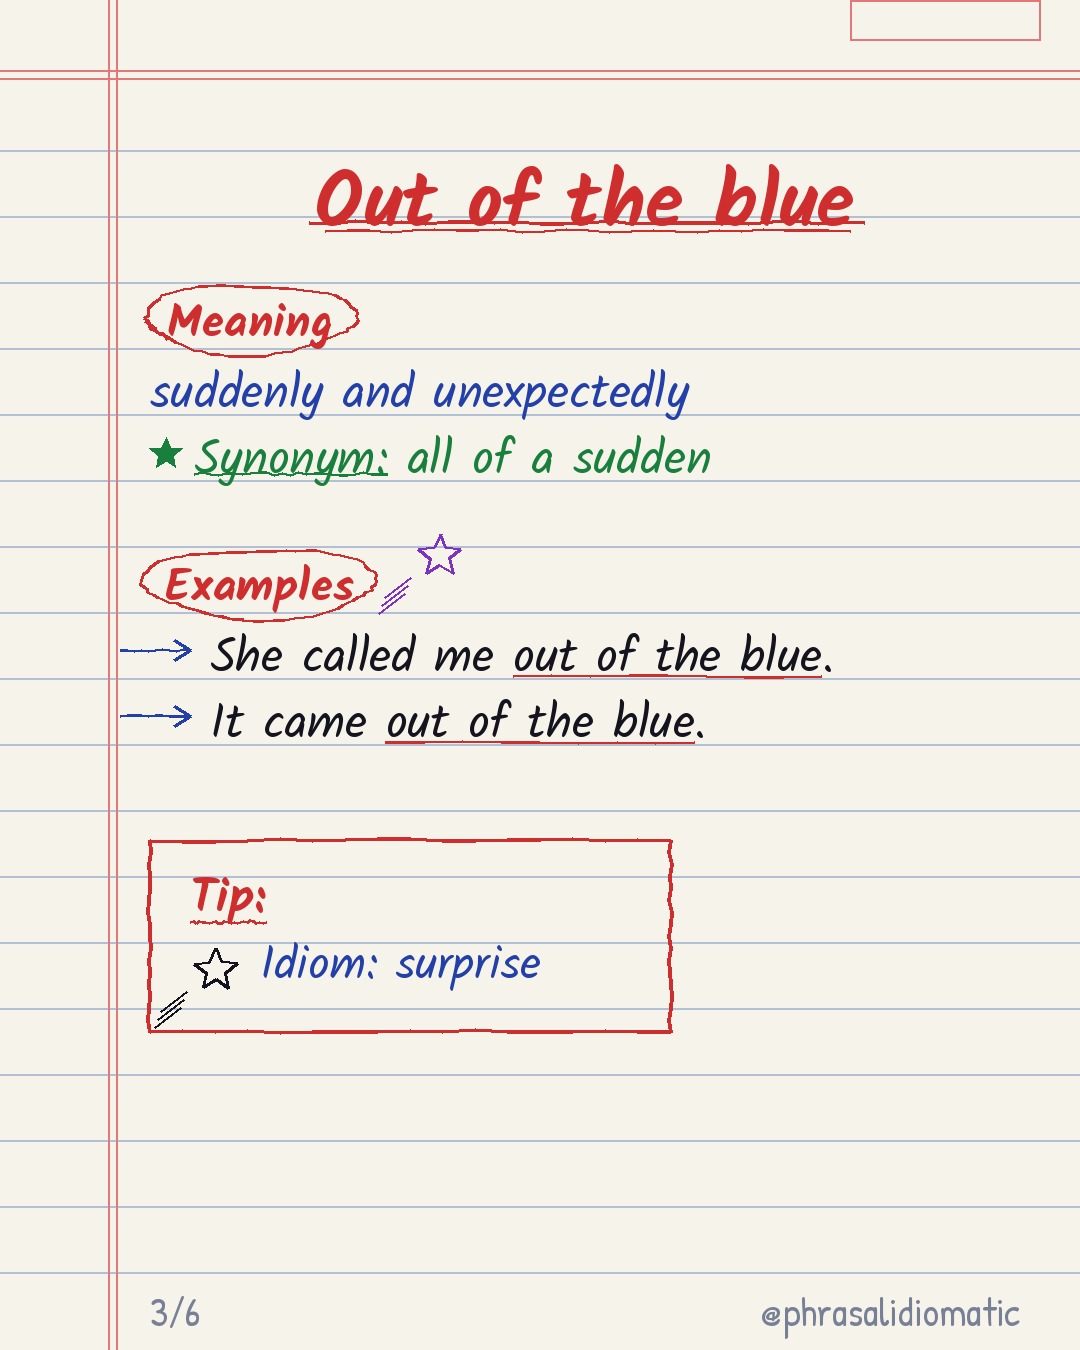 Out of the blue
Meaning
suddenly and unexpectedly
★ Synonym: all of a sudden
Examples
→ She called me out of the blue.
→ It came out of the blue.
Tip:
Idiom: surprise
3/6
@phrasalidiomatic